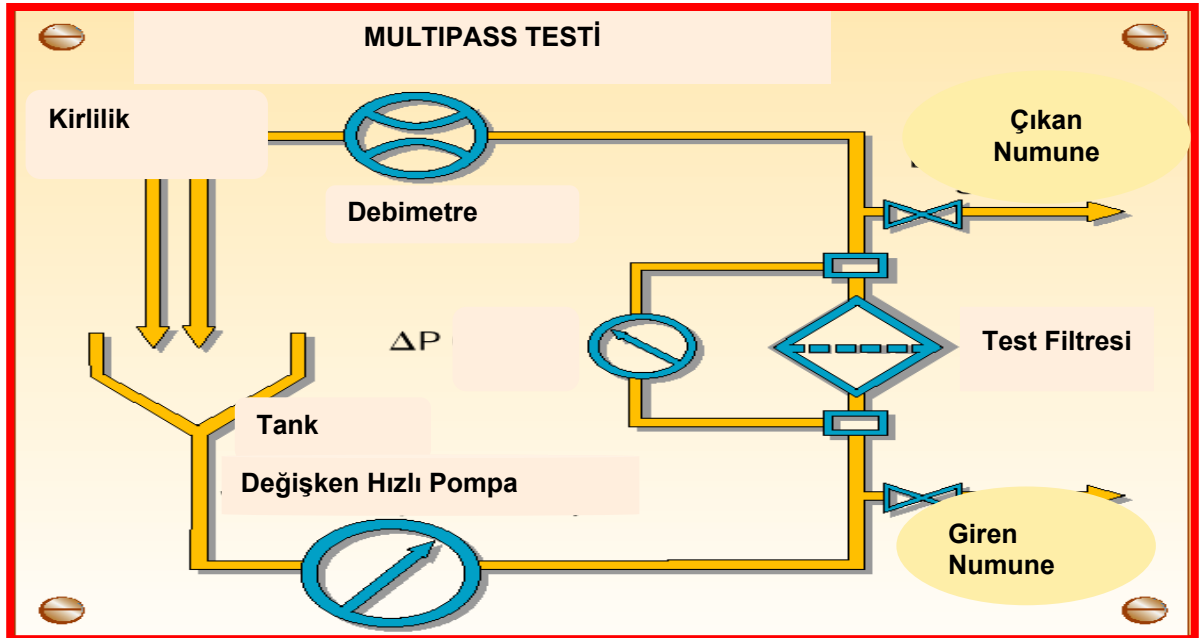 MULTIPASS TESTİ
Kirlilik
Çıkan
Numune
Debimetre
ΔP
Test Filtresi
Tank
Değişken Hızlı Pompa
Giren
Numune